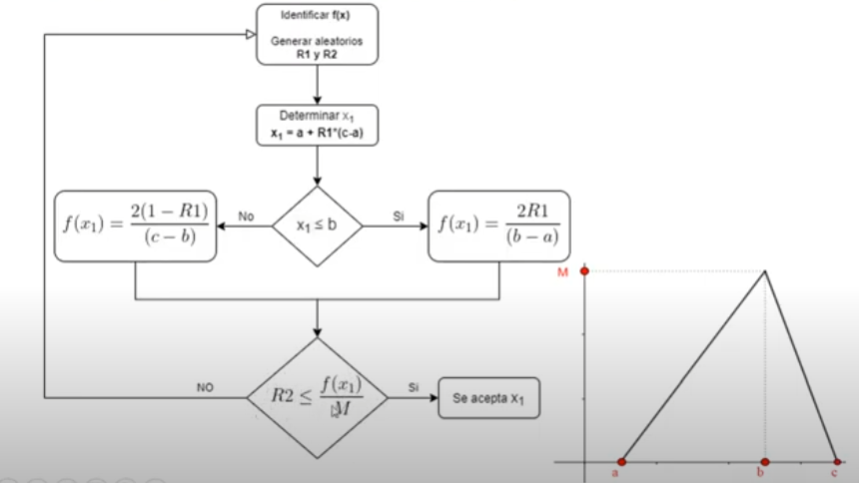 Identificar f(x)
Generar aleatorios
R1 y R2
Determinar x₁
x₁ = a + R1*(c-a)
f(x₁) = 2(1 − R1) / (c − b)
No
x₁ ≤ b
Si
f(x₁) = 2R1 / (b − a)
M
NO
R2 ≤ f(x₁) / M
Si
Se acepta x₁
a
b
c